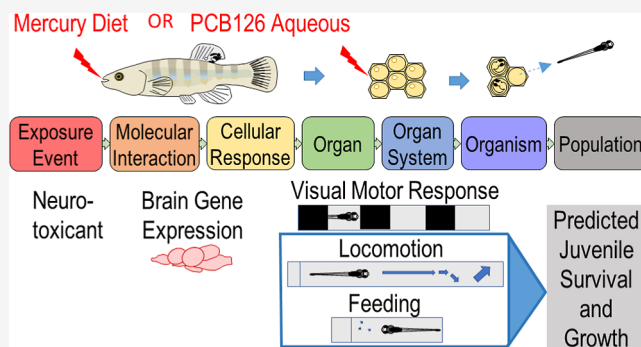 Mercury Diet OR PCB126 Aqueous
Exposure
Event
Molecular
Interaction
Cellular
Response
Organ
Organ
System
Organism
Population
Neuro-
toxicant
Brain Gene
Expression
Visual Motor Response
Locomotion
Feeding
Predicted
Juvenile
Survival
and
Growth